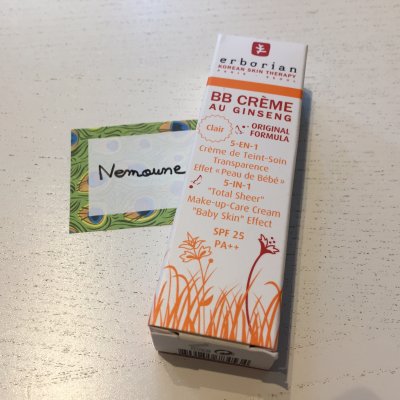 erborian
KOREAN SKIN THERAPY
PARIS SEOUL
BB CRÈME
AU GINSENG
Clair
ORIGINAL
FORMULA
5-EN-1
Crème de Teint-Soin
Transparence
Effet « Peau de Bébé »
5-IN-1
"Total Sheer"
Make-up-Care Cream
"Baby Skin" Effect
SPF 25
PA++
Nemoune